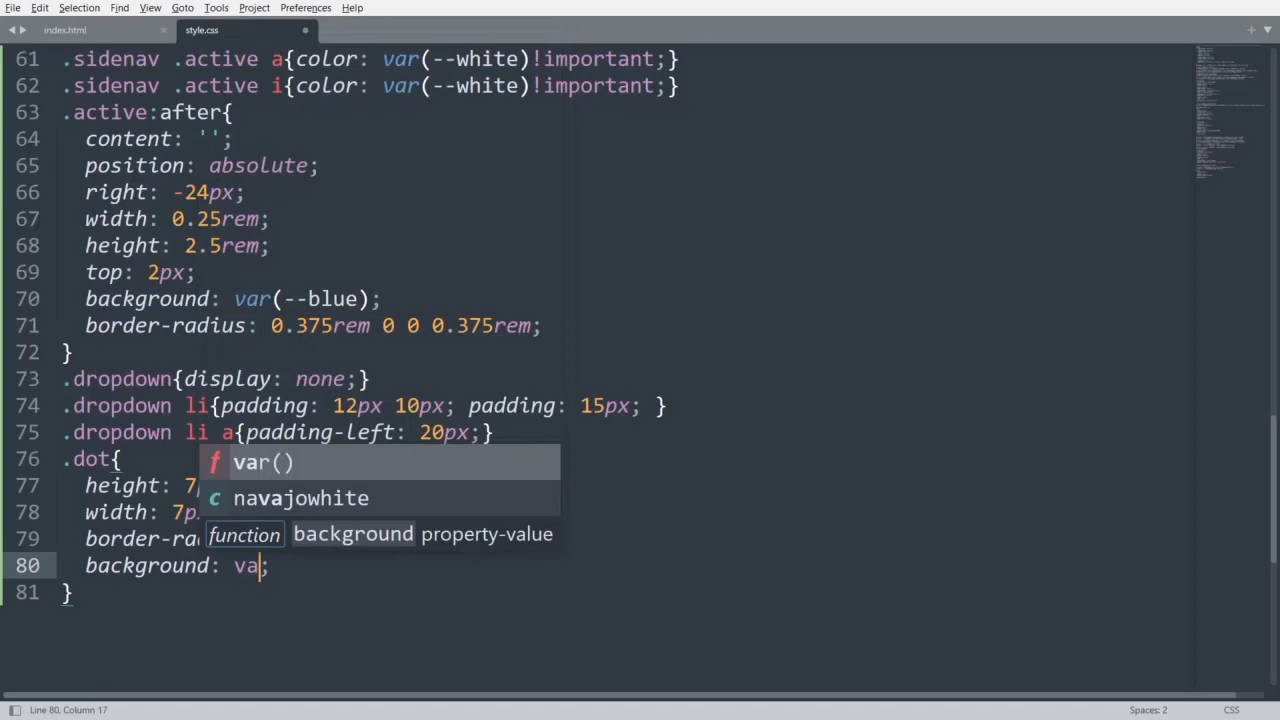 File Edit Selection Find View Goto Tools Project Preferences Help
index.html × style.css
61 .sidenav .active a{color: var(--white)!important;}
62 .sidenav .active i{color: var(--white)!important;}
63 .active:after{
64 content: '';
65 position: absolute;
66 right: -24px;
67 width: 0.25rem;
68 height: 2.5rem;
69 top: 2px;
70 background: var(--blue);
71 border-radius: 0.375rem 0 0 0.375rem;
72 }
73 .dropdown{display: none;}
74 .dropdown li{padding: 12px 10px; padding: 15px; }
75 .dropdown li a{padding-left: 20px;}
76 .dot{
f var()
77 height: 7
c navajowhite
78 width: 7p
function background property-value
79 border-ra
80 background: va;
81 }
Line 80, Column 17 Spaces: 2 CSS